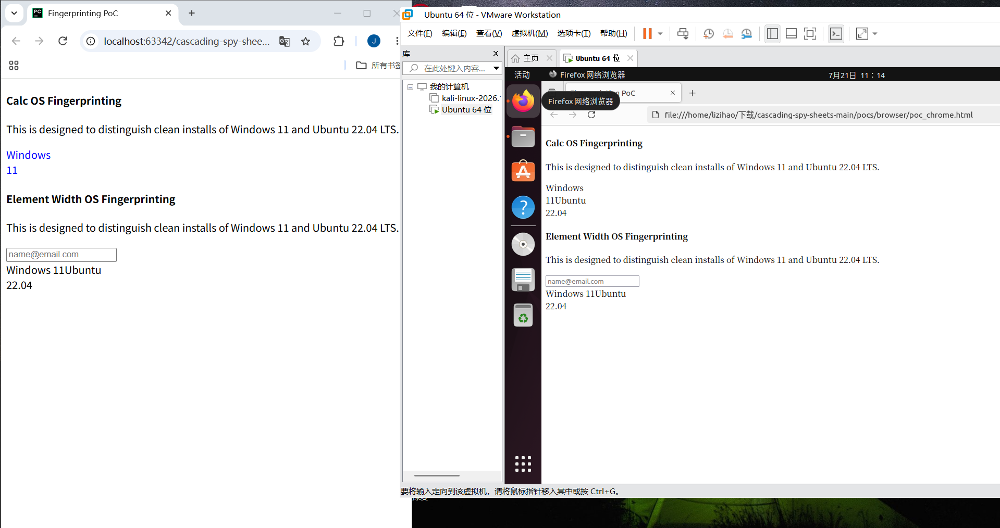 Fingerprinting PoC
localhost:63342/cascading-spy-shee...
J
所有书签
Calc OS Fingerprinting
This is designed to distinguish clean installs of Windows 11 and Ubuntu 22.04 LTS.
Windows
11
Element Width OS Fingerprinting
This is designed to distinguish clean installs of Windows 11 and Ubuntu 22.04 LTS.
name@email.com
Windows 11Ubuntu
22.04
Ubuntu 64 位 - VMware Workstation
文件(F) 编辑(E) 查看(V) 虚拟机(M) 选项卡(T) 帮助(H)
库
在此处键入内容...
我的计算机
kali-linux-2026.
Ubuntu 64 位
主页
Ubuntu 64 位
活动
Firefox 网络浏览器
7月21日 11：14
PoC
Firefox 网络浏览器
file:///home/lizihao/下载/cascading-spy-sheets-main/pocs/browser/poc_chrome.html
Calc OS Fingerprinting
This is designed to distinguish clean installs of Windows 11 and Ubuntu 22.04 LTS.
Windows
11Ubuntu
22.04
Element Width OS Fingerprinting
This is designed to distinguish clean installs of Windows 11 and Ubuntu 22.04 LTS.
name@email.com
Windows 11Ubuntu
22.04
要将输入定向到该虚拟机，请将鼠标指针移入其中或按 Ctrl+G。